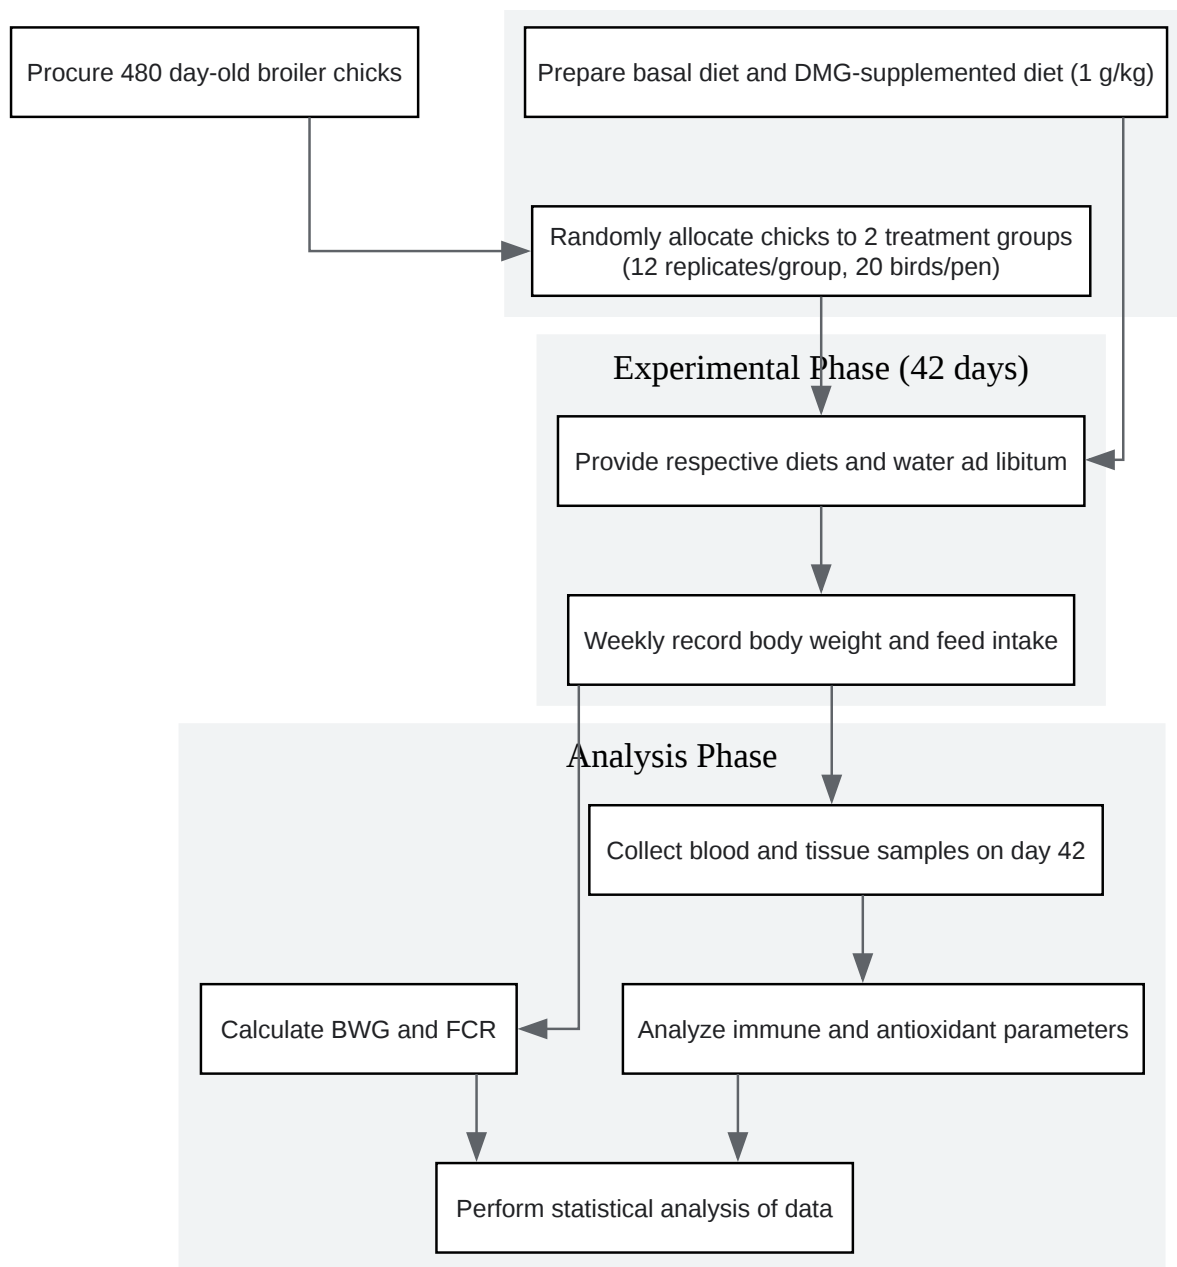 Procure 480 day-old broiler chicks
Prepare basal diet and DMG-supplemented diet (1 g/kg)
Randomly allocate chicks to 2 treatment groups
(12 replicates/group, 20 birds/pen)
Experimental Phase (42 days)
Provide respective diets and water ad libitum
Weekly record body weight and feed intake
Analysis Phase
Collect blood and tissue samples on day 42
Calculate BWG and FCR
Analyze immune and antioxidant parameters
Perform statistical analysis of data